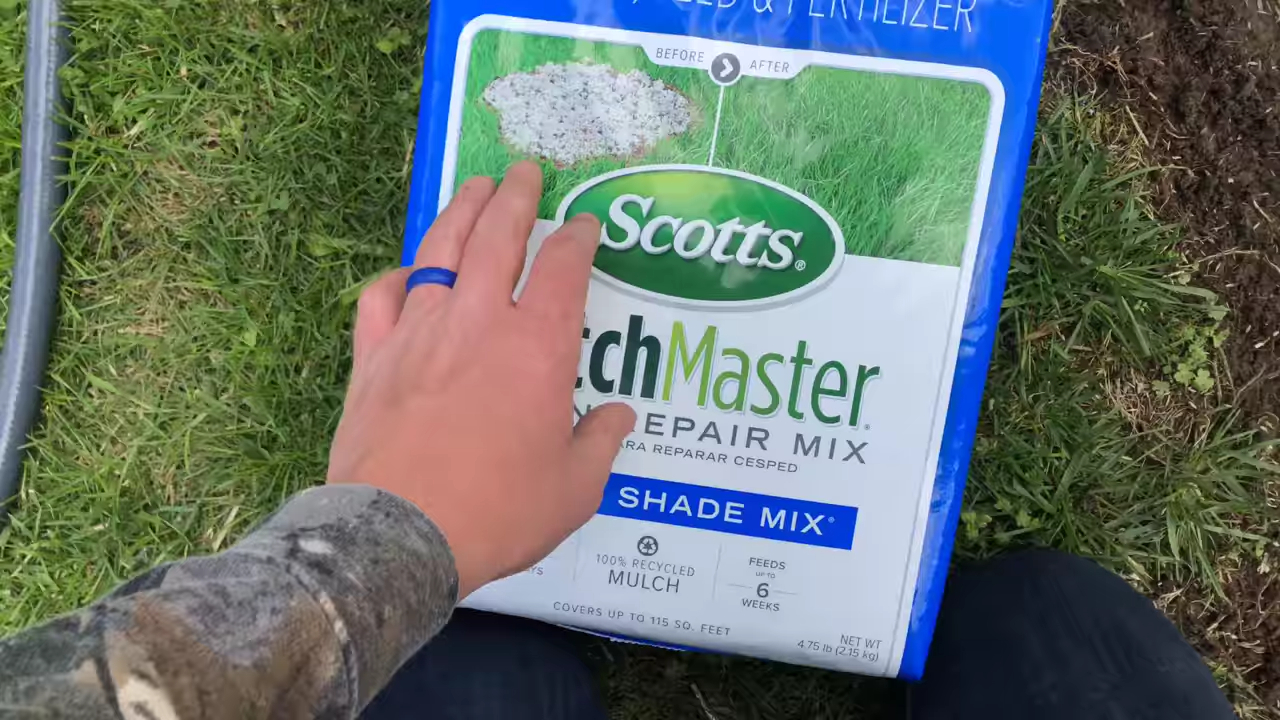 & FERTILIZER
BEFORE AFTER
Scotts®
chMaster®
REPAIR MIX
ARA REPARAR CESPED
SHADE MIX®
100% RECYCLED
MULCH
FEEDS
UP TO
6
WEEKS
COVERS UP TO 115 SQ. FEET
NET WT
4.75 lb (2.15 kg)